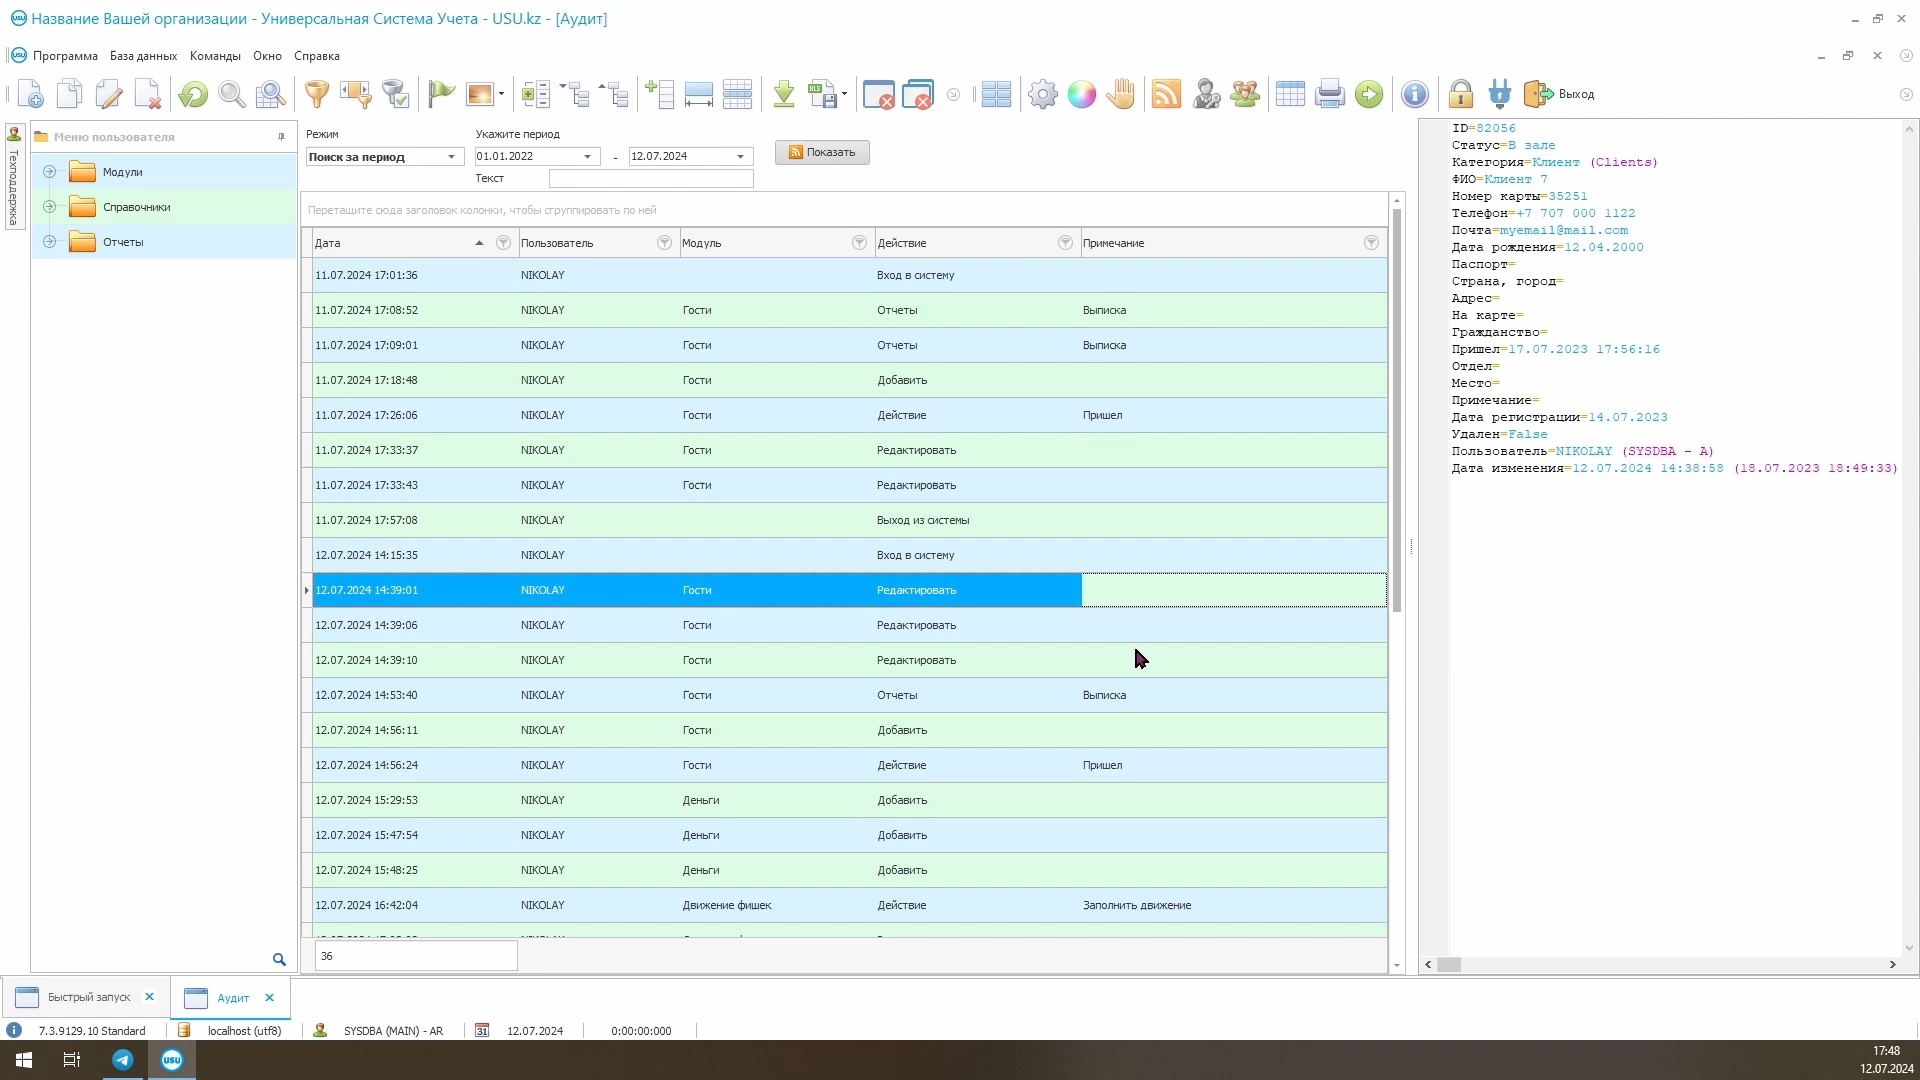 Название Вашей организации - Универсальная Система Учета - USU.kz - [Аудит]
Программа База данных Команды Окно Справка
Выход
Техподдержка
Меню пользователя
Модули
Справочники
Отчеты
Режим Укажите период
Поиск за период 01.01.2022 - 12.07.2024 Показать
Текст
Перетащите сюда заголовок колонки, чтобы сгруппировать по ней
Дата Пользователь Модуль Действие Примечание
11.07.2024 17:01:36 NIKOLAY Вход в систему
11.07.2024 17:08:52 NIKOLAY Гости Отчеты Выписка
11.07.2024 17:09:01 NIKOLAY Гости Отчеты Выписка
11.07.2024 17:18:48 NIKOLAY Гости Добавить
11.07.2024 17:26:06 NIKOLAY Гости Действие Пришел
11.07.2024 17:33:37 NIKOLAY Гости Редактировать
11.07.2024 17:33:43 NIKOLAY Гости Редактировать
11.07.2024 17:57:08 NIKOLAY Выход из системы
12.07.2024 14:15:35 NIKOLAY Вход в систему
12.07.2024 14:39:01 NIKOLAY Гости Редактировать
12.07.2024 14:39:06 NIKOLAY Гости Редактировать
12.07.2024 14:39:10 NIKOLAY Гости Редактировать
12.07.2024 14:53:40 NIKOLAY Гости Отчеты Выписка
12.07.2024 14:56:11 NIKOLAY Гости Добавить
12.07.2024 14:56:24 NIKOLAY Гости Действие Пришел
12.07.2024 15:29:53 NIKOLAY Деньги Добавить
12.07.2024 15:47:54 NIKOLAY Деньги Добавить
12.07.2024 15:48:25 NIKOLAY Деньги Добавить
12.07.2024 16:42:04 NIKOLAY Движение фишек Действие Заполнить движение
36
ID=82056
Статус=В зале
Категория=Клиент (Clients)
ФИО=Клиент 7
Номер карты=35251
Телефон=+7 707 000 1122
Почта=myemail@mail.com
Дата рождения=12.04.2000
Паспорт=
Страна, город=
Адрес=
На карте=
Гражданство=
Пришел=17.07.2023 17:56:16
Отдел=
Место=
Примечание=
Дата регистрации=14.07.2023
Удален=False
Пользователь=NIKOLAY (SYSDBA - A)
Дата изменения=12.07.2024 14:38:58 (18.07.2023 18:49:33)
Быстрый запуск Аудит
7.3.9129.10 Standard localhost (utf8) SYSDBA (MAIN) - AR 31 12.07.2024 0:00:00:000
USU
17:48
12.07.2024